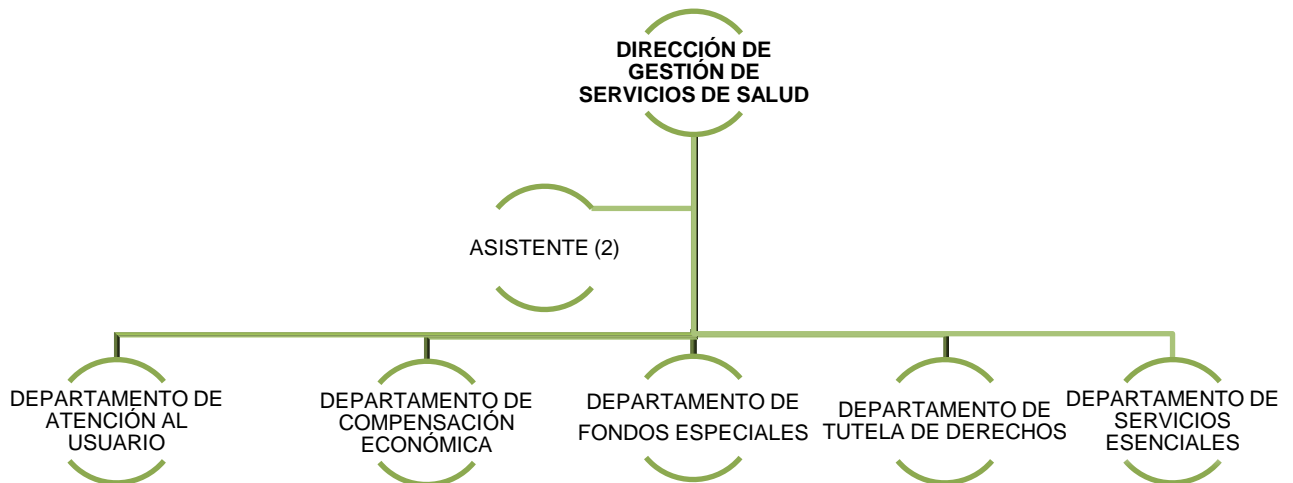 DIRECCIÓN DE
GESTIÓN DE
SERVICIOS DE SALUD
ASISTENTE (2)
DEPARTAMENTO DE
ATENCIÓN AL
USUARIO
DEPARTAMENTO DE
COMPENSACIÓN
ECONÓMICA
DEPARTAMENTO DE
FONDOS ESPECIALES
DEPARTAMENTO DE
TUTELA DE DERECHOS
DEPARTAMENTO DE
SERVICIOS
ESENCIALES